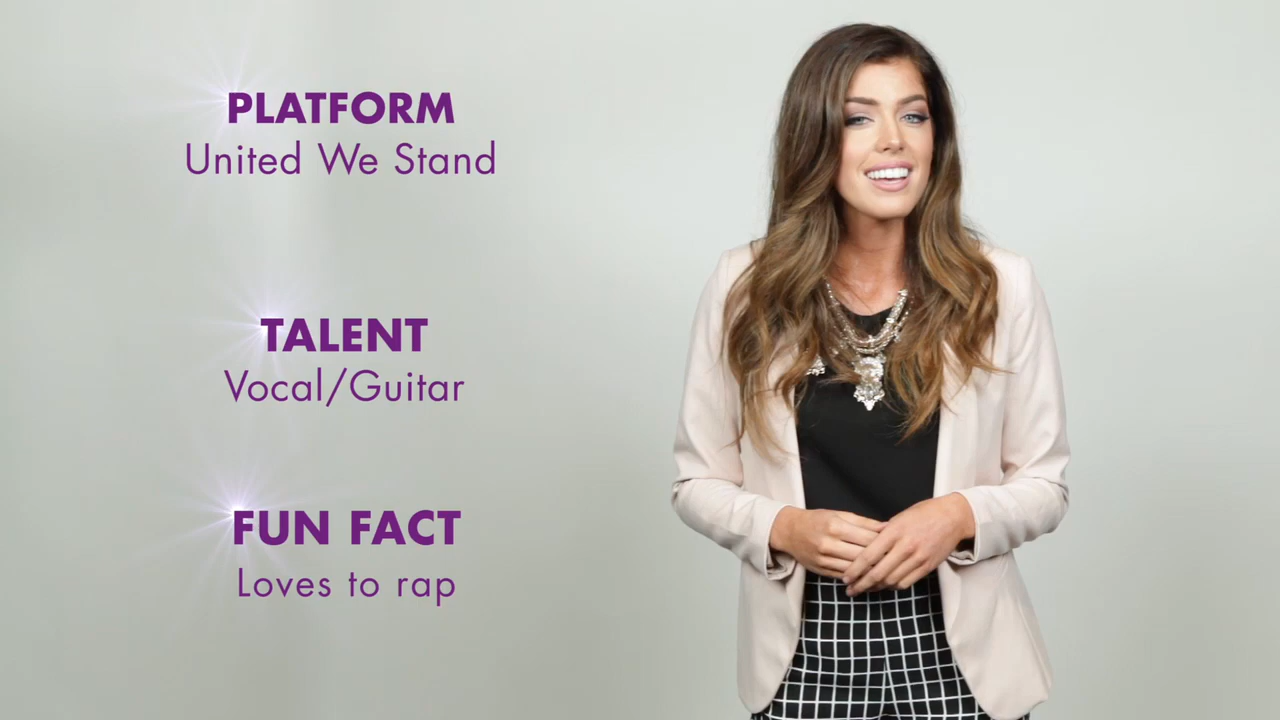 PLATFORM
United We Stand
TALENT
Vocal/Guitar
FUN FACT
Loves to rap